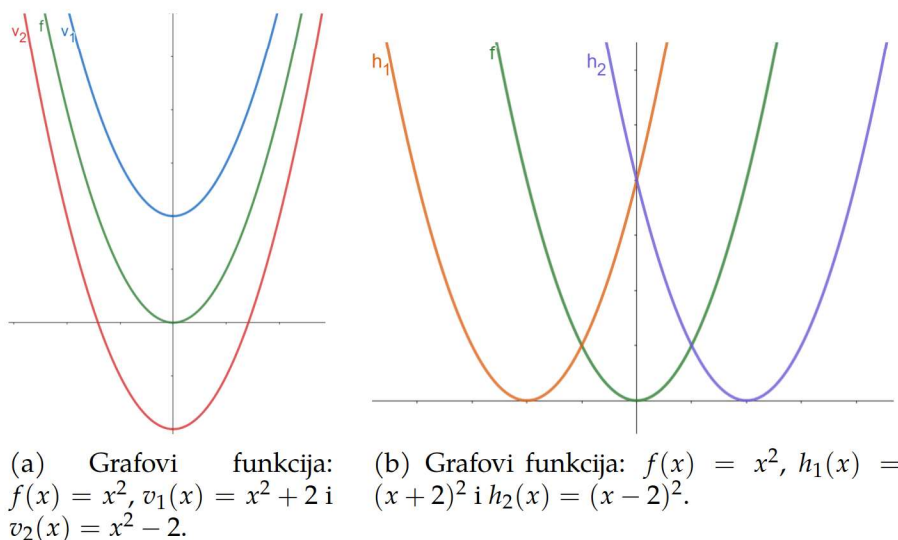 v₂ f v₁
h₁ f h₂
(a) Grafovi funkcija:
f(x) = x², v₁(x) = x² + 2 i
v₂(x) = x² − 2.
(b) Grafovi funkcija: f(x) = x², h₁(x) =
(x + 2)² i h₂(x) = (x − 2)².